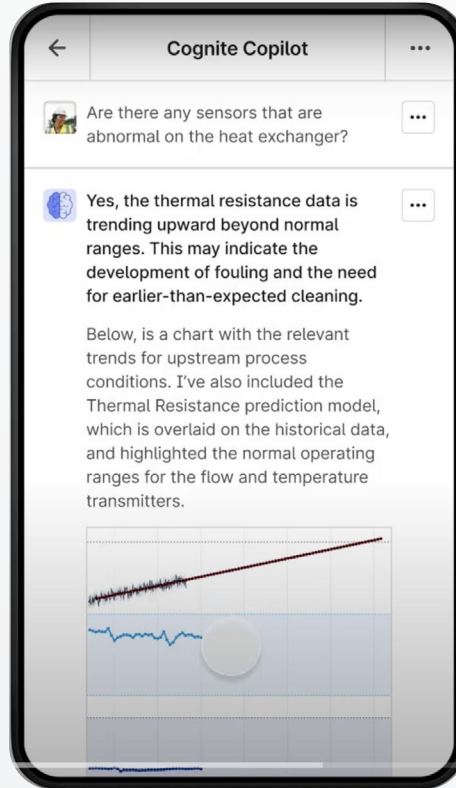 Cognite Copilot
Are there any sensors that are
abnormal on the heat exchanger?
Yes, the thermal resistance data is
trending upward beyond normal
ranges. This may indicate the
development of fouling and the need
for earlier-than-expected cleaning.
Below, is a chart with the relevant
trends for upstream process
conditions. I've also included the
Thermal Resistance prediction model,
which is overlaid on the historical data,
and highlighted the normal operating
ranges for the flow and temperature
transmitters.